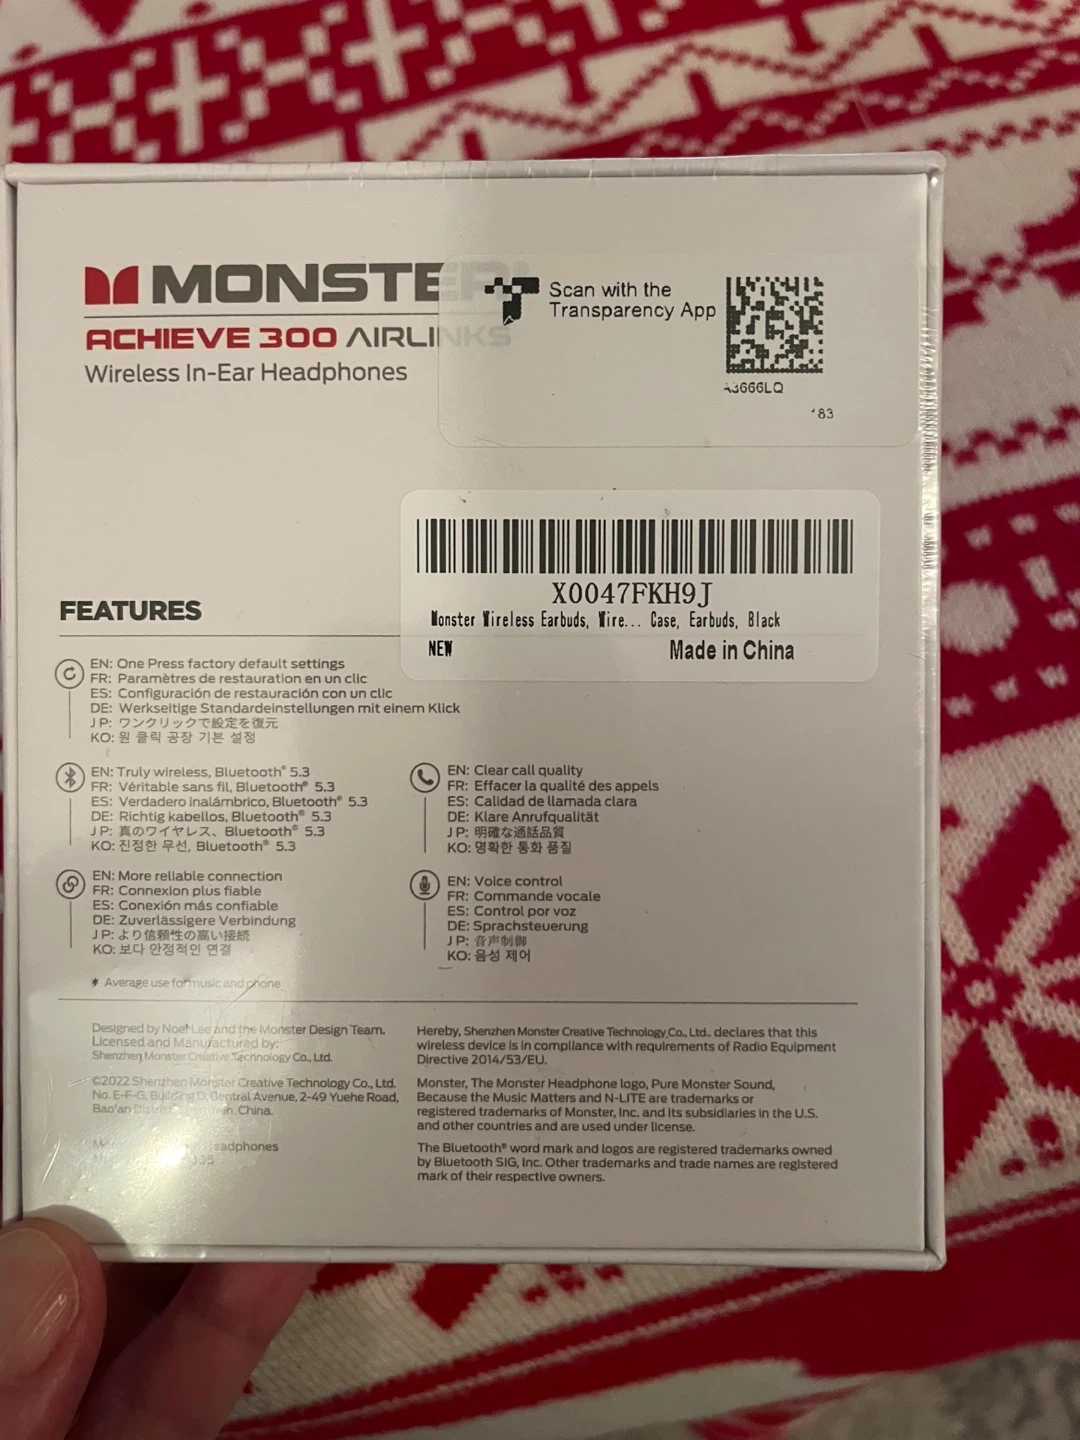 MONSTER
ACHIEVE 300 AIRLINKS
Wireless In-Ear Headphones
Scan with the
Transparency App
A3666LQ
83
X0047FKH9J
Monster Wireless Earbuds, Wire... Case, Earbuds, Black
NEW
Made in China
FEATURES
EN: One Press factory default settings
FR: Paramètres de restauration en un clic
ES: Configuración de restauración con un clic
DE: Werkseitige Standardeinstellungen mit einem Klick
JP: ワンクリックで設定を復元
KO: 원 클릭 공장 기본 설정
EN: Truly wireless, Bluetooth® 5.3
FR: Véritable sans fil, Bluetooth® 5.3
ES: Verdadero inalámbrico, Bluetooth® 5.3
DE: Richtig kabellos, Bluetooth® 5.3
JP: 真のワイヤレス、Bluetooth® 5.3
KO: 진정한 무선, Bluetooth® 5.3
EN: Clear call quality
FR: Effacer la qualité des appels
ES: Calidad de llamada clara
DE: Klare Anrufqualität
JP: 明確な通話品質
KO: 명확한 통화 품질
EN: More reliable connection
FR: Connexion plus fiable
ES: Conexión más confiable
DE: Zuverlässigere Verbindung
JP: より信頼性の高い接続
KO: 보다 안정적인 연결
EN: Voice control
FR: Commande vocale
ES: Control por voz
DE: Sprachsteuerung
JP: 音声制御
KO: 음성 제어
* Average use for music and phone
Designed by Noel Lee and the Monster Design Team.
Licensed and Manufactured by:
Shenzhen Monster Creative Technology Co., Ltd.
©2022 Shenzhen Monster Creative Technology Co., Ltd.
No. E-F-G, Building D, Central Avenue, 2-49 Yuehe Road,
Bao'an District, China.
Headphones
Hereby, Shenzhen Monster Creative Technology Co., Ltd.. declares that this
wireless device is in compliance with requirements of Radio Equipment
Directive 2014/53/EU.
Monster, The Monster Headphone logo, Pure Monster Sound,
Because the Music Matters and N-LITE are trademarks or
registered trademarks of Monster, Inc. and its subsidiaries in the U.S.
and other countries and are used under license.
The Bluetooth® word mark and logos are registered trademarks owned
by Bluetooth SIG, Inc. Other trademarks and trade names are registered
mark of their respective owners.